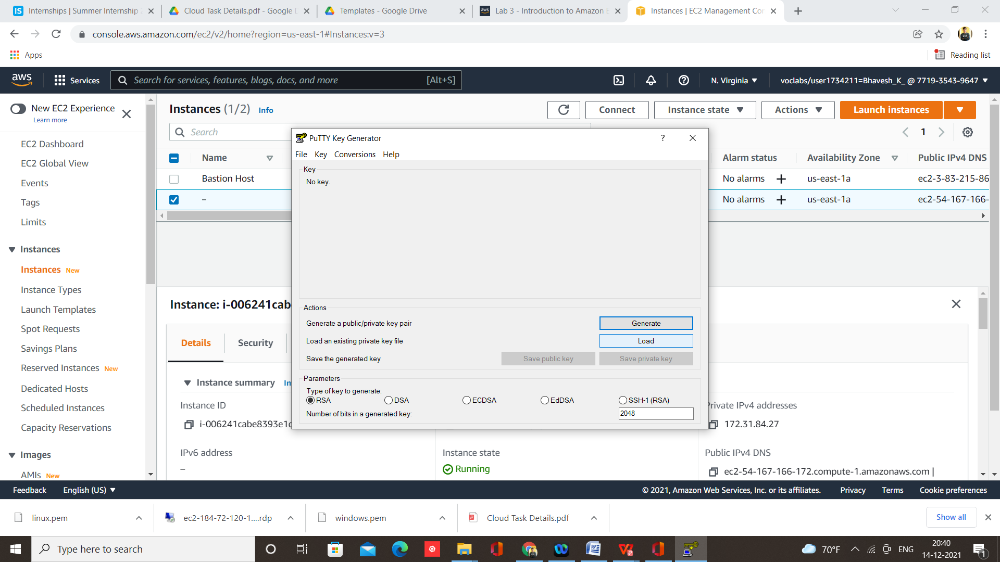 Internships | Summer Internship
Cloud Task Details.pdf - Google
Templates - Google Drive
Lab 3 - Introduction to Amazon
Instances | EC2 Management Con
console.aws.amazon.com/ec2/v2/home?region=us-east-1#Instances:v=3
Apps
Reading list
aws
Services
Search for services, features, blogs, docs, and more
[Alt+S]
N. Virginia
voclabs/user1734211=Bhavesh_K_ @ 7719-3543-9647
New EC2 Experience
Learn more
EC2 Dashboard
EC2 Global View
Events
Tags
Limits
Instances
Instances New
Instance Types
Launch Templates
Spot Requests
Savings Plans
Reserved Instances New
Dedicated Hosts
Scheduled Instances
Capacity Reservations
Images
AMIs New
Instances (1/2) Info
Connect
Instance state
Actions
Launch instances
Search
1
Name
Alarm status
Availability Zone
Public IPv4 DNS
Bastion Host
No alarms
us-east-1a
ec2-3-83-215-86
–
No alarms
us-east-1a
ec2-54-167-166-
PuTTY Key Generator
?
File Key Conversions Help
Key
No key.
Actions
Generate a public/private key pair
Generate
Load an existing private key file
Load
Save the generated key
Save public key
Save private key
Parameters
Type of key to generate:
RSA
DSA
ECDSA
EdDSA
SSH-1 (RSA)
Number of bits in a generated key:
2048
Instance: i-006241cab
Details
Security
Instance summary
In
Instance ID
i-006241cabe8393e1
Private IPv4 addresses
172.31.84.27
IPv6 address
–
Instance state
Running
Public IPv4 DNS
ec2-54-167-166-172.compute-1.amazonaws.com |
Feedback
English (US)
© 2021, Amazon Web Services, Inc. or its affiliates.
Privacy
Terms
Cookie preferences
linux.pem
ec2-184-72-120-1....rdp
windows.pem
Cloud Task Details.pdf
Show all
Type here to search
70°F
ENG
20:40
14-12-2021
1